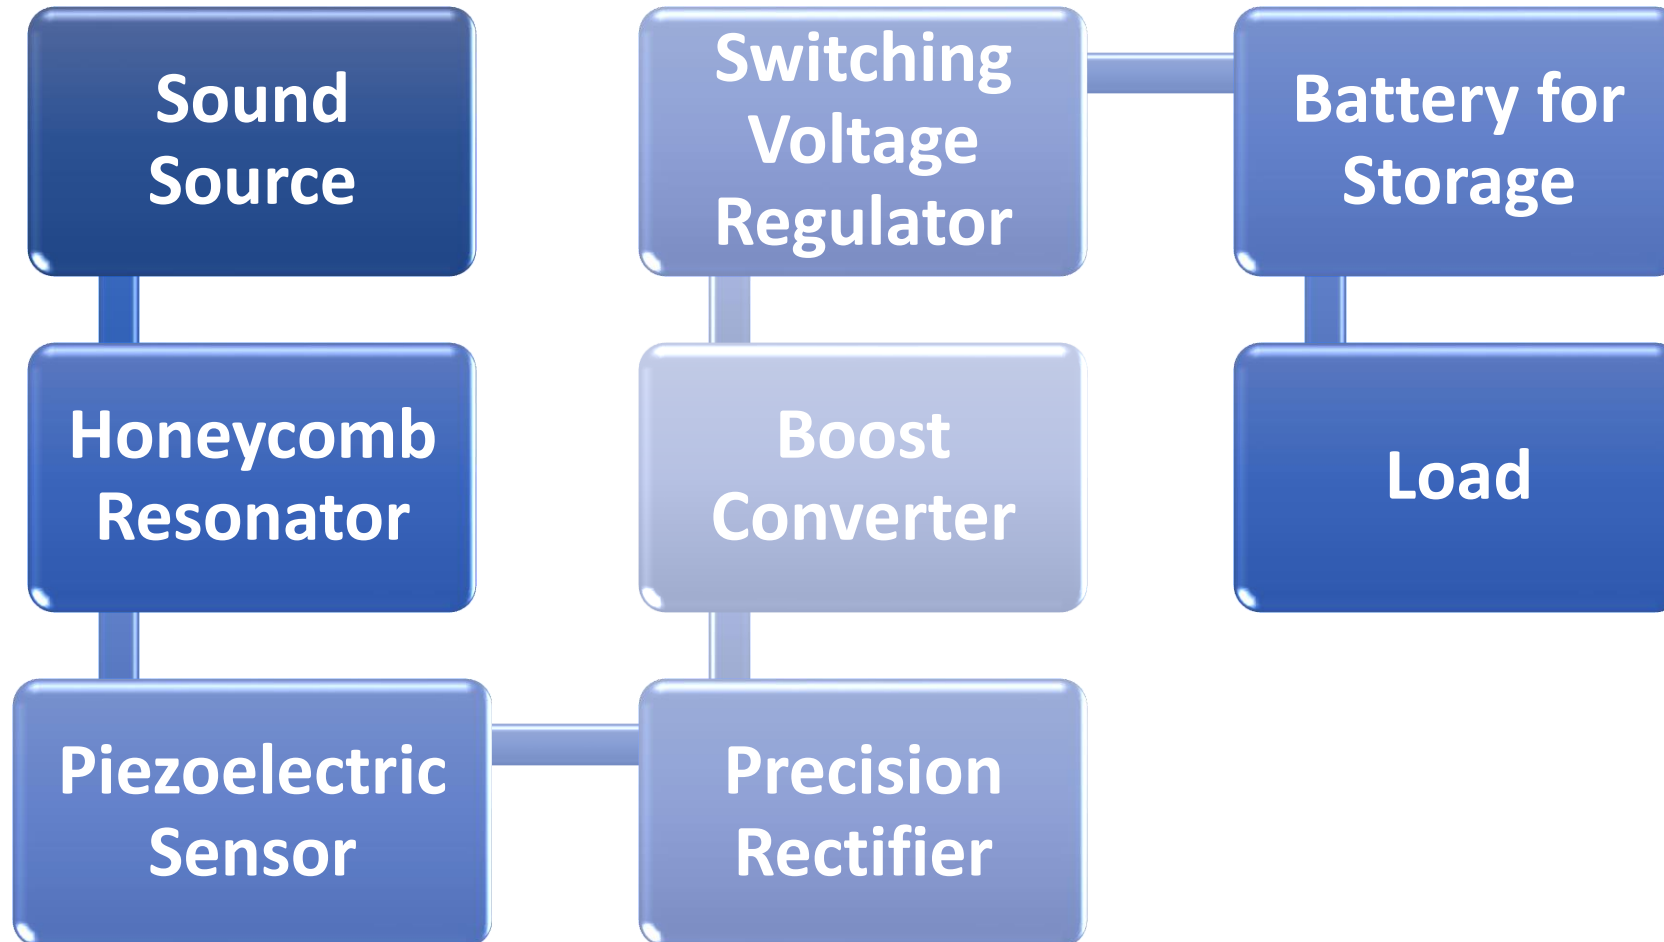 Sound
Source
Honeycomb
Resonator
Piezoelectric
Sensor
Precision
Rectifier
Boost
Converter
Switching
Voltage
Regulator
Battery for
Storage
Load